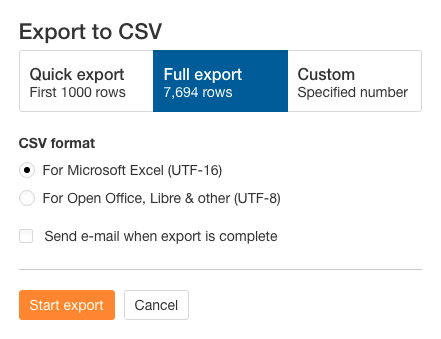 Export to CSV
Quick export
First 1000 rows
Full export
7,694 rows
Custom
Specified number
CSV format
For Microsoft Excel (UTF-16)
For Open Office, Libre & other (UTF-8)
Send e-mail when export is complete
Start export
Cancel